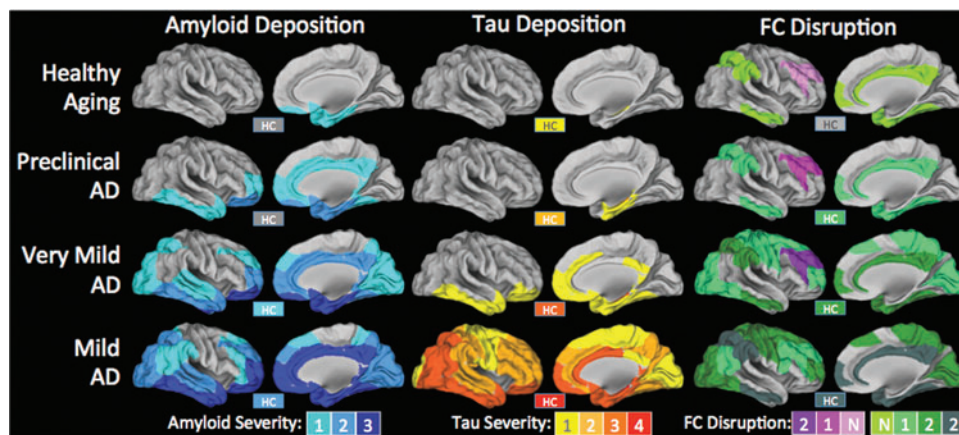 Amyloid Deposition Tau Deposition FC Disruption
Healthy
Aging
HC HC HC
Preclinical
AD
HC HC HC
Very Mild
AD
HC HC HC
Mild
AD
HC HC HC
Amyloid Severity: 1 2 3 Tau Severity: 1 2 3 4 FC Disruption: 2 1 N N 1 2 2